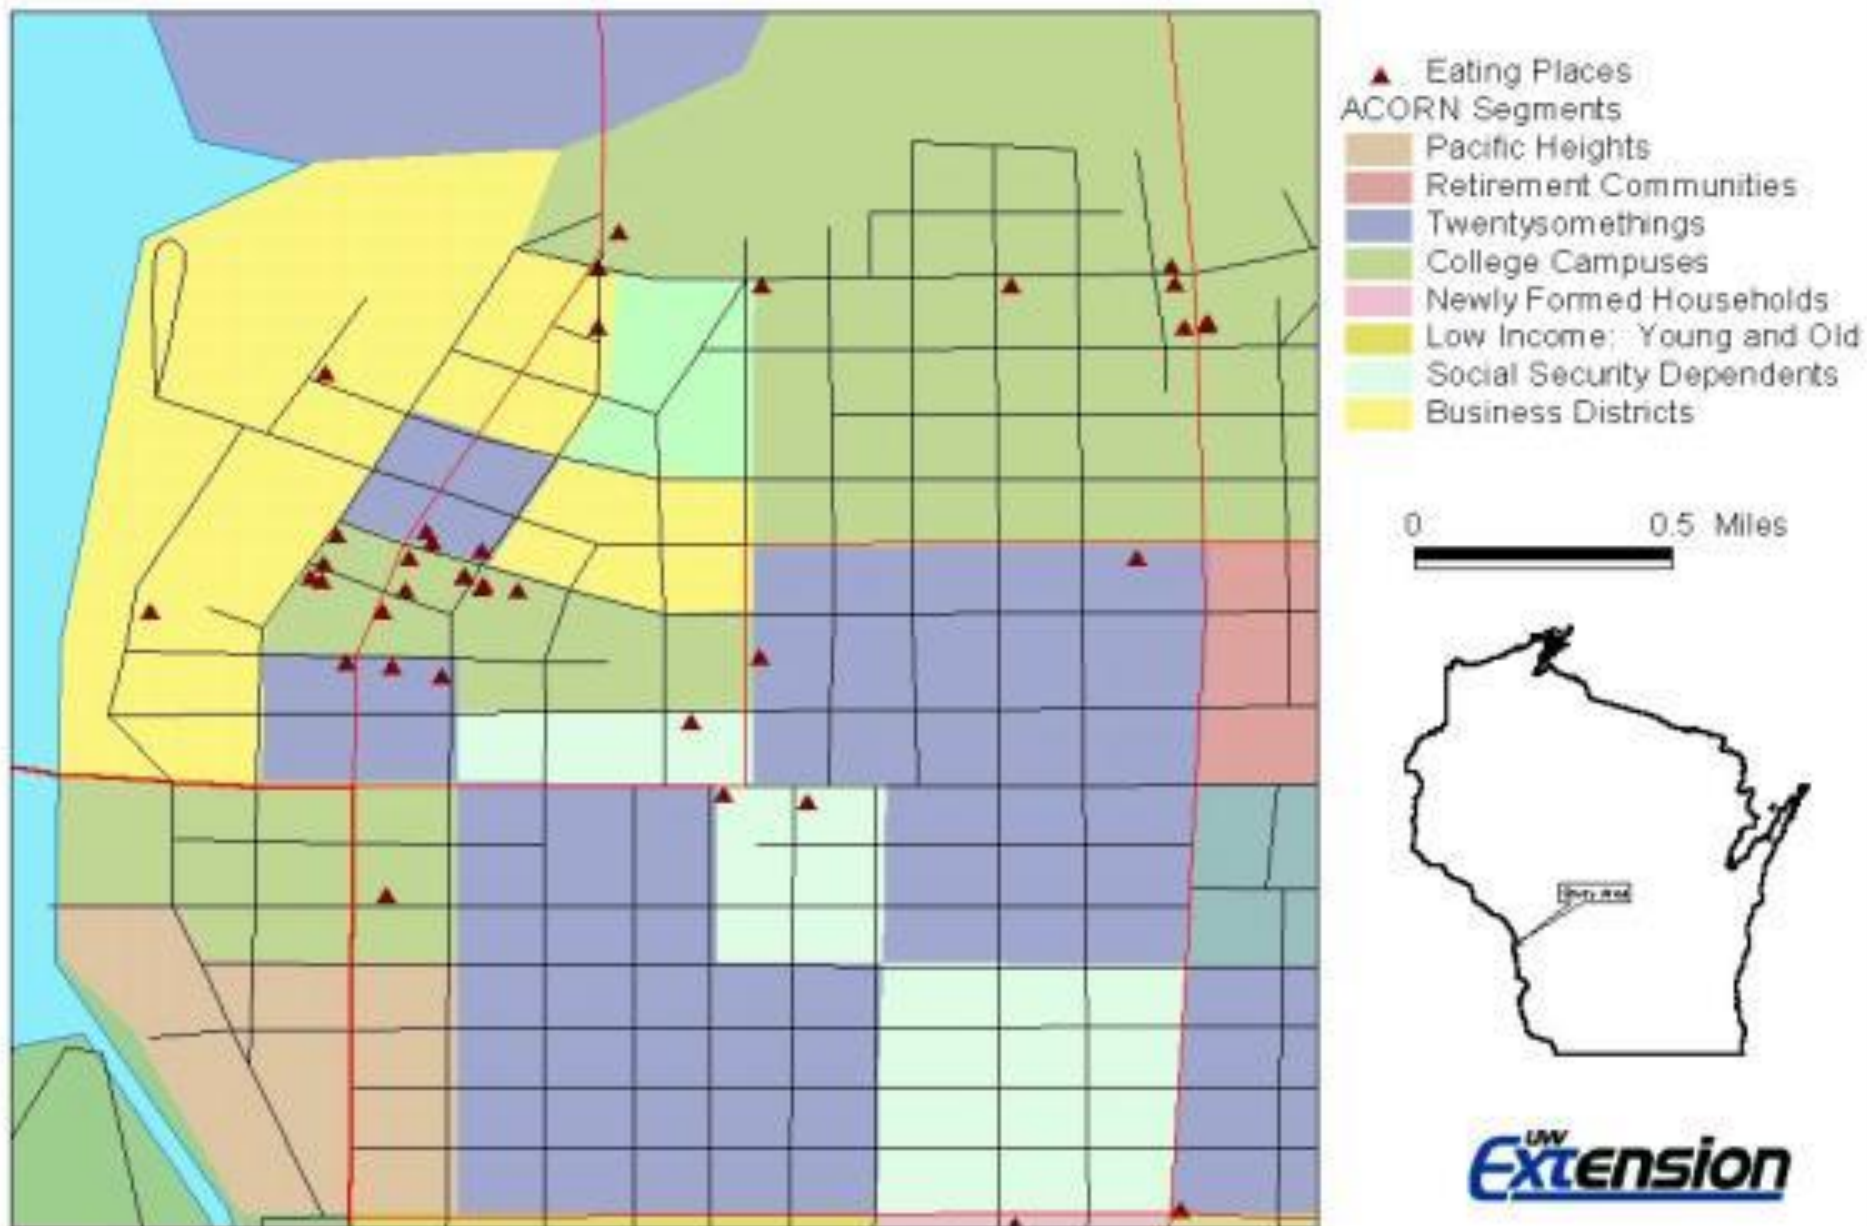 Eating Places
ACORN Segments
Pacific Heights
Retirement Communities
Twentysomethings
College Campuses
Newly Formed Households
Low Income: Young and Old
Social Security Dependents
Business Districts
0 0.5 Miles
UW
Extension